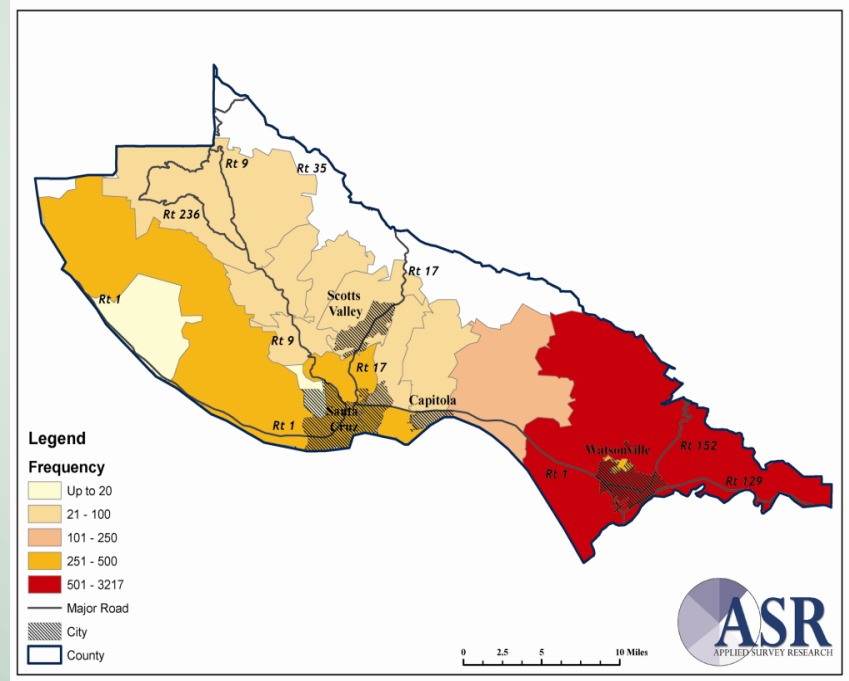 Rt 9
Rt 35
Rt 236
Rt 17
Rt 1
Scotts
Valley
Rt 9
Rt 17
Capitola
Santa
Cruz
Rt 1
Watsonville
Rt 152
Rt 1
Rt 129
Legend
Frequency
Up to 20
21 - 100
101 - 250
251 - 500
501 - 3217
Major Road
City
County
0 2.5 5 10 Miles
ASR
APPLIED SURVEY RESEARCH